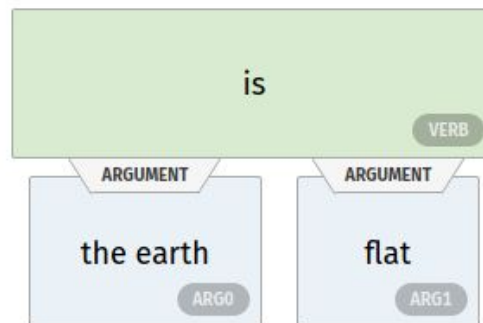 is
VERB
ARGUMENT ARGUMENT
the earth flat
ARG0 ARG1